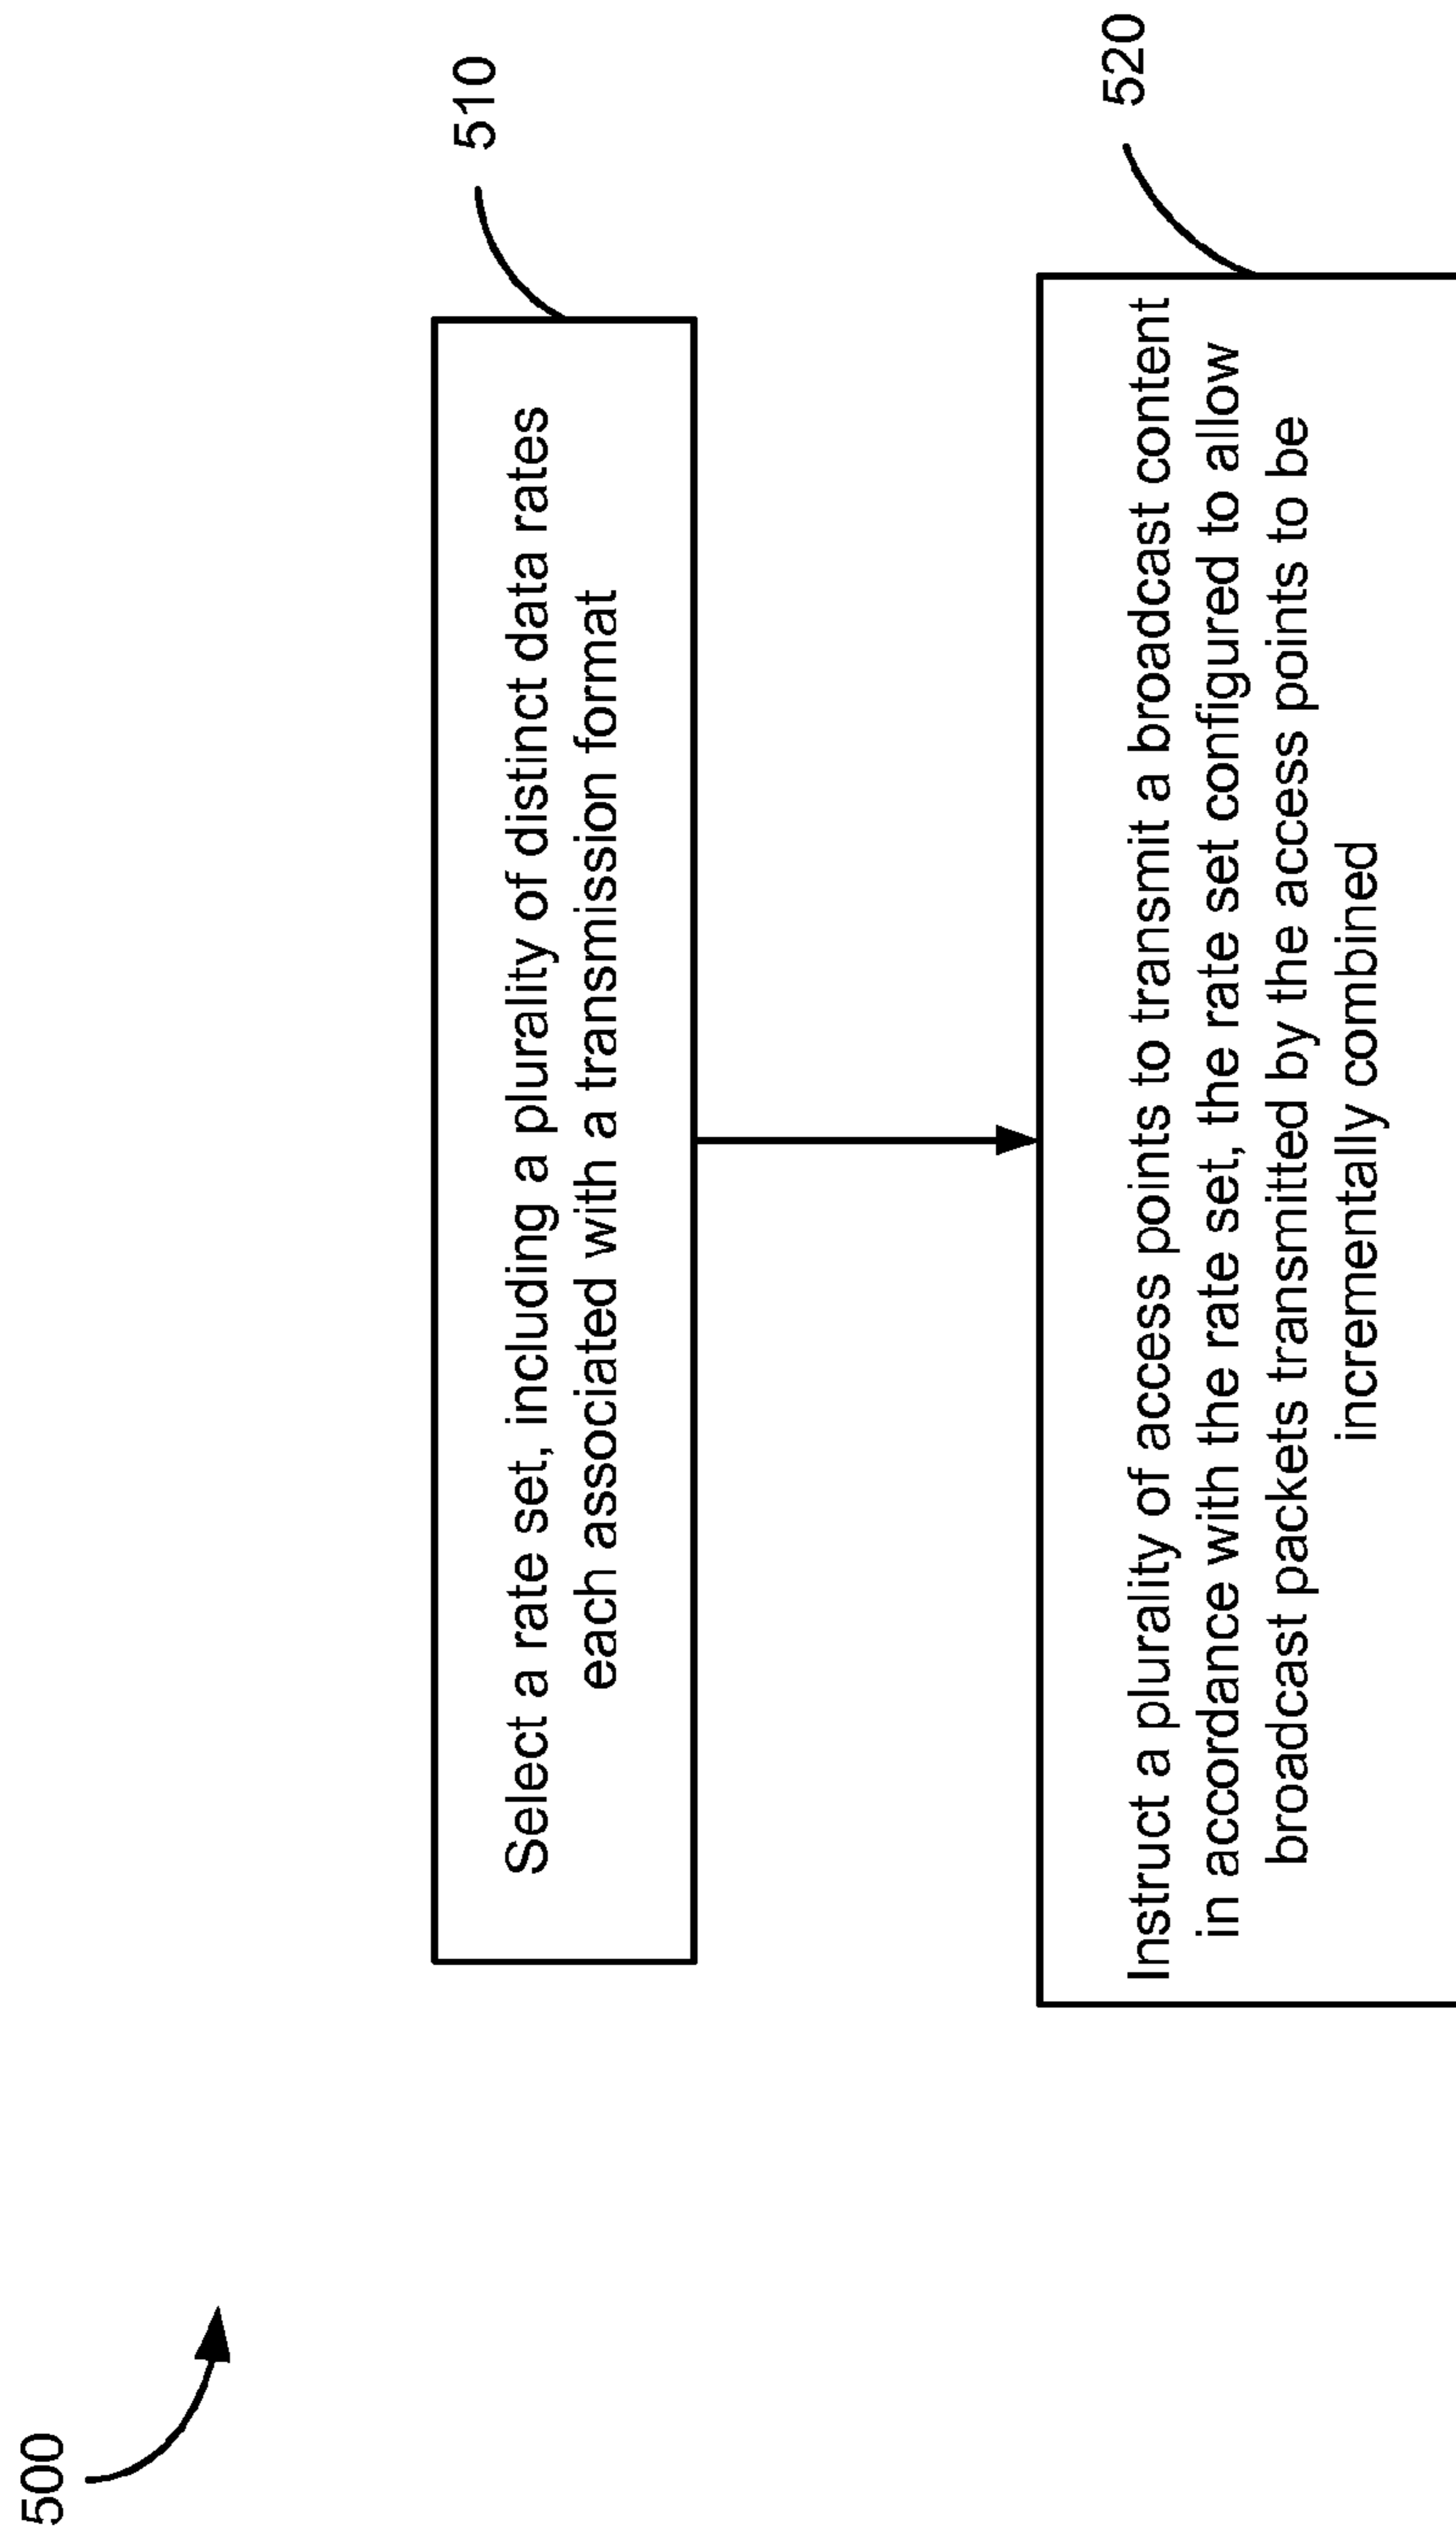 500
510
Select a rate set, including a plurality of distinct data rates
each associated with a transmission format
520
Instruct a plurality of access points to transmit a broadcast content
in accordance with the rate set, the rate set configured to allow
broadcast packets transmitted by the access points to be
incrementally combined